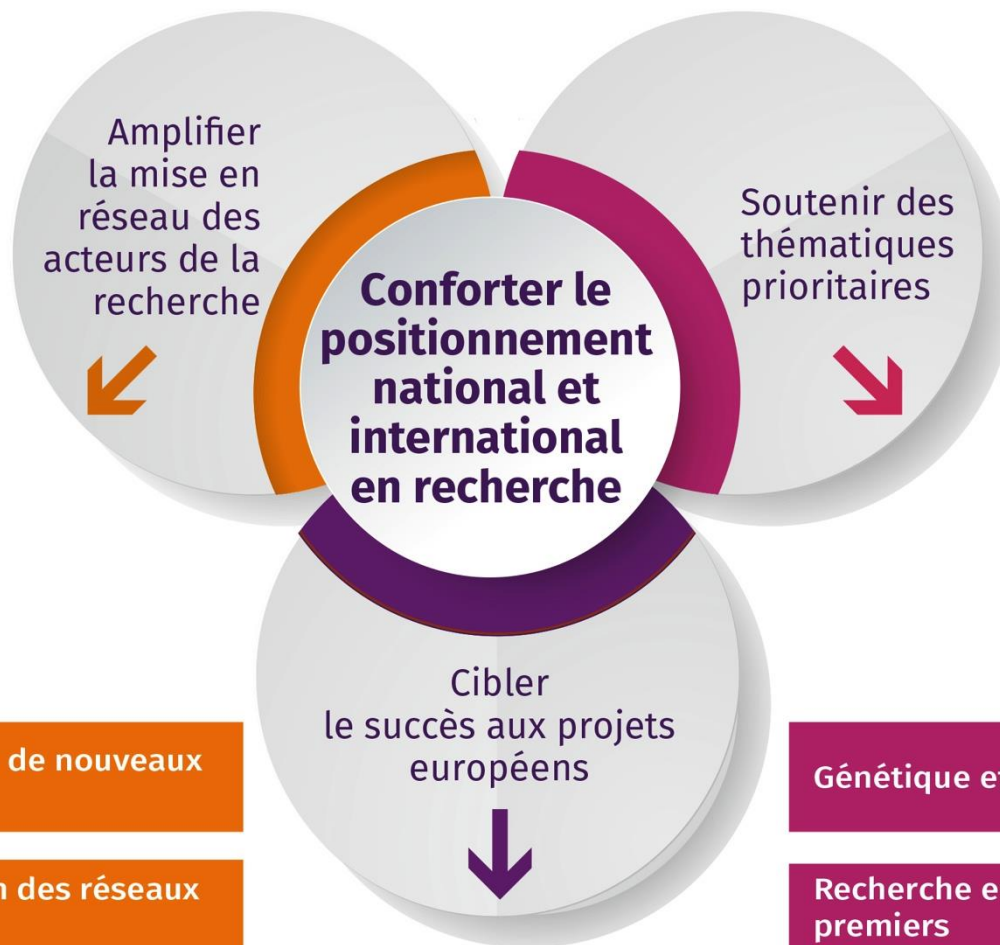 Amplifier
la mise en
réseau des
acteurs de la
recherche
Soutenir des
thématiques
prioritaires
Conforter le
positionnement
national et
international
en recherche
Cibler
le succès aux projets
européens
de nouveaux
des réseaux
Génétique et
Recherche e
premiers